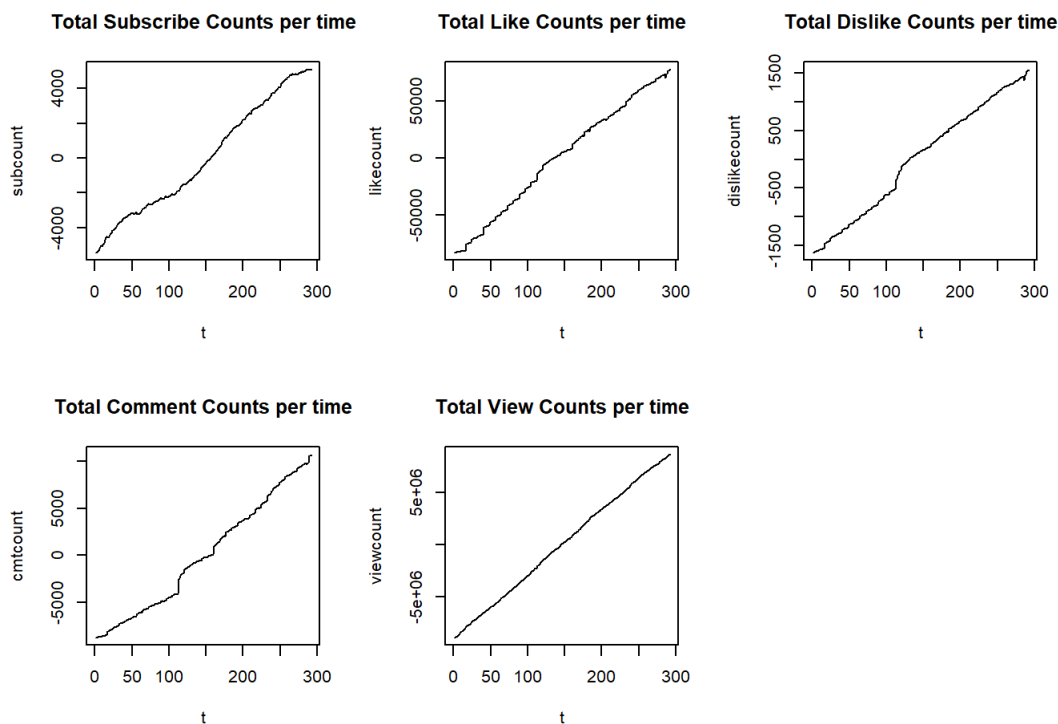 Total Subscribe Counts per time
subcount
4000
0
-4000
0 50 100 200 300
t
Total Like Counts per time
likecount
50000
0
-50000
0 50 100 200 300
t
Total Dislike Counts per time
dislikecount
1500
500
-500
-1500
0 50 100 200 300
t
Total Comment Counts per time
cmtcount
5000
0
-5000
0 50 100 200 300
t
Total View Counts per time
viewcount
5e+06
-5e+06
0 50 100 200 300
t